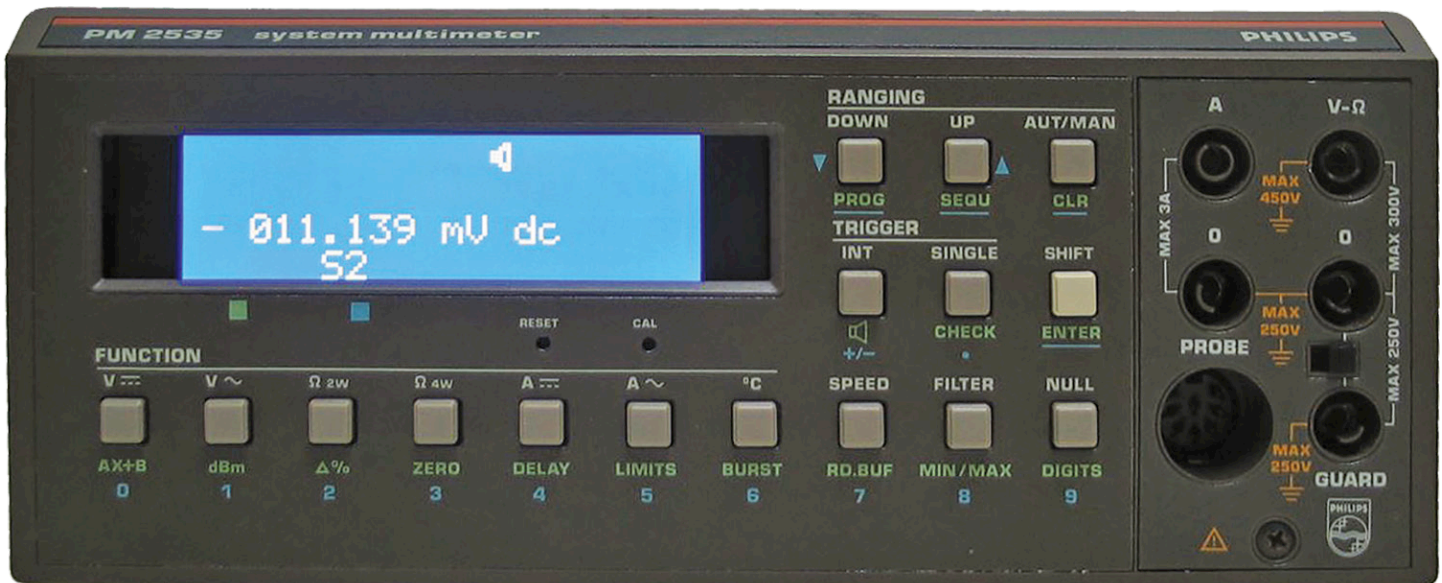 PM 2535 system multimeter PHILIPS
RANGING
DOWN UP AUT/MAN
PROG SEQU CLR
- 011.139 mV dc
S2
TRIGGER
INT SINGLE SHIFT
CHECK ENTER
+/- .
RESET CAL
FUNCTION
V ⎓ V ~ Ω 2W Ω 4W A ⎓ A ~ °C SPEED FILTER NULL
AX+B dBm Δ% ZERO DELAY LIMITS BURST RD.BUF MIN/MAX DIGITS
0 1 2 3 4 5 6 7 8 9
A V-Ω
MAX 450V
MAX 3A
MAX 300V
0 0
MAX 250V
PROBE
MAX 250V
MAX 250V
GUARD
PHILIPS